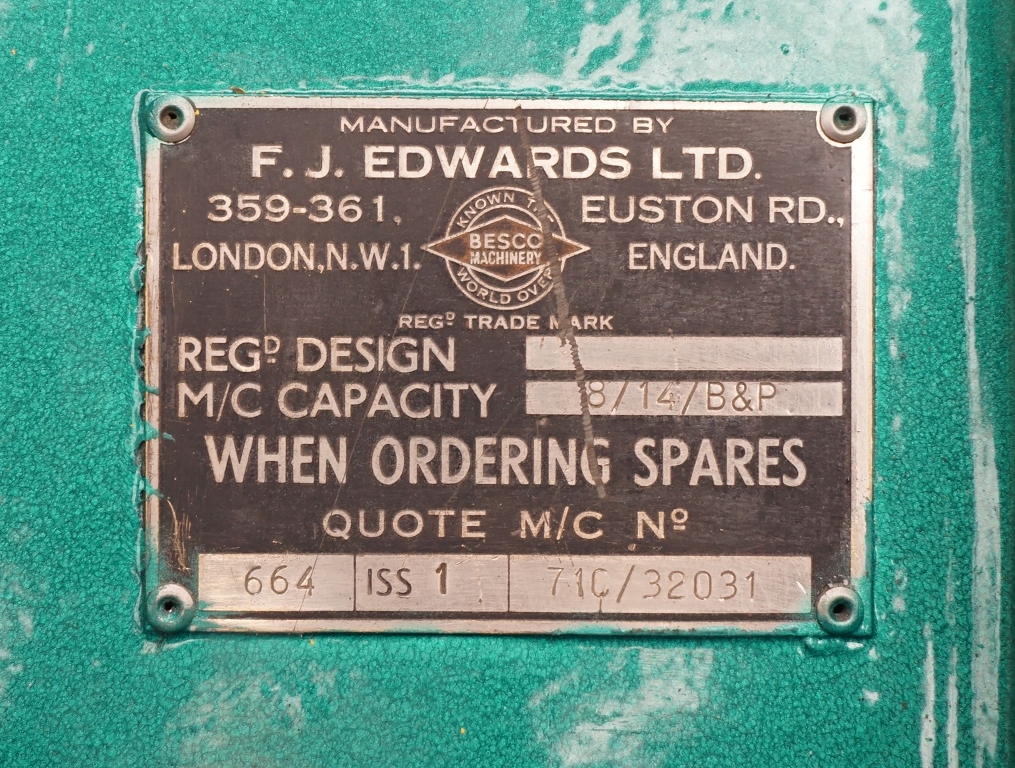 MANUFACTURED BY
F. J. EDWARDS LTD.
359-361, EUSTON RD.,
LONDON, N.W.1. ENGLAND.
KNOWN THE
BESCO
MACHINERY
WORLD OVER
REGᴰ TRADE MARK
REGᴰ DESIGN
M/C CAPACITY 8/14/B&P
WHEN ORDERING SPARES
QUOTE M/C Nº
664 ISS 1 71C/32031